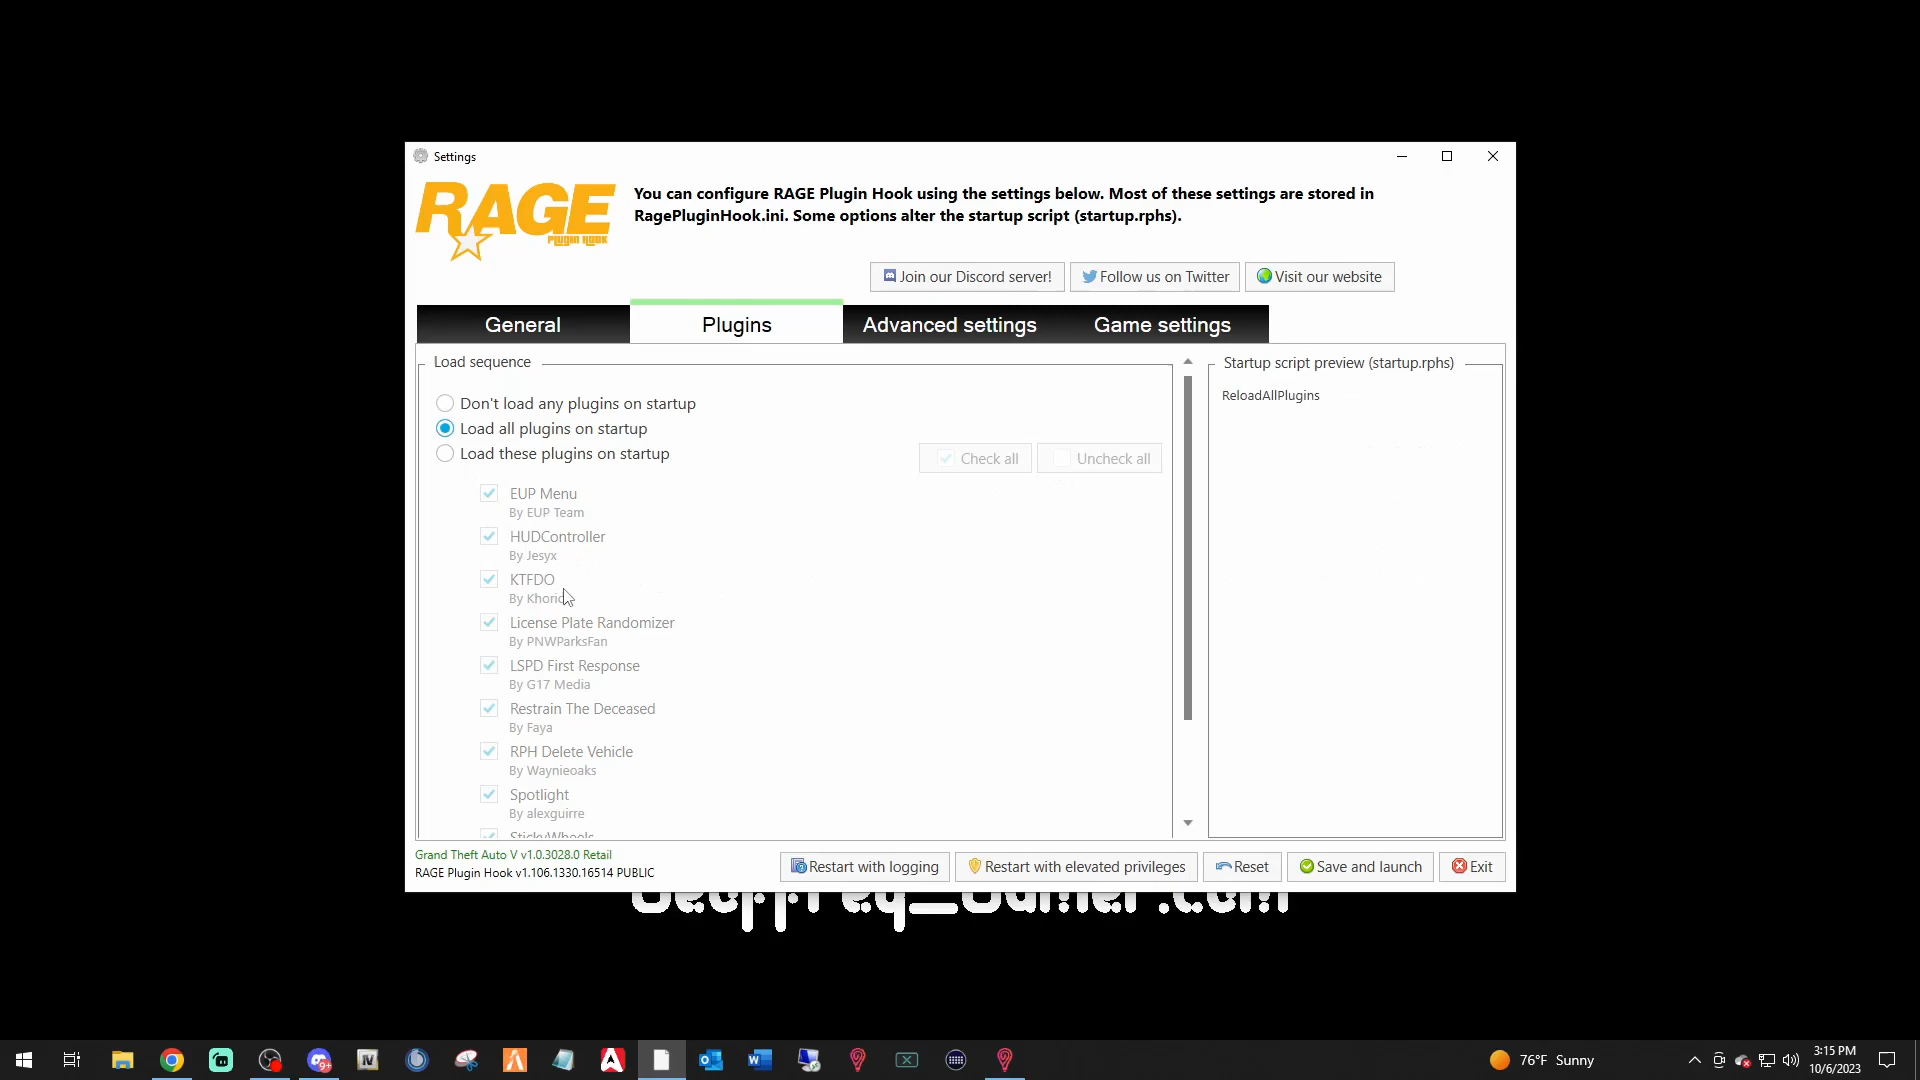 Settings
RAGE
PLUGIN HOOK
You can configure RAGE Plugin Hook using the settings below. Most of these settings are stored in
RagePluginHook.ini. Some options alter the startup script (startup.rphs).
Join our Discord server!
Follow us on Twitter
Visit our website
General
Plugins
Advanced settings
Game settings
Load sequence
Don't load any plugins on startup
Load all plugins on startup
Load these plugins on startup
Check all
Uncheck all
EUP Menu
By EUP Team
HUDController
By Jesyx
KTFDO
License Plate Randomizer
By PNWParksFan
LSPD First Response
By G17 Media
Restrain The Deceased
By Faya
RPH Delete Vehicle
By Waynieoaks
Spotlight
By alexguirre
StickyWheels
Startup script preview (startup.rphs)
ReloadAllPlugins
Grand Theft Auto V v1.0.3028.0 Retail
RAGE Plugin Hook v1.106.1330.16514 PUBLIC
Restart with logging
Restart with elevated privileges
Reset
Save and launch
Exit
9+
IV
76°F Sunny
3:15 PM
10/6/2023